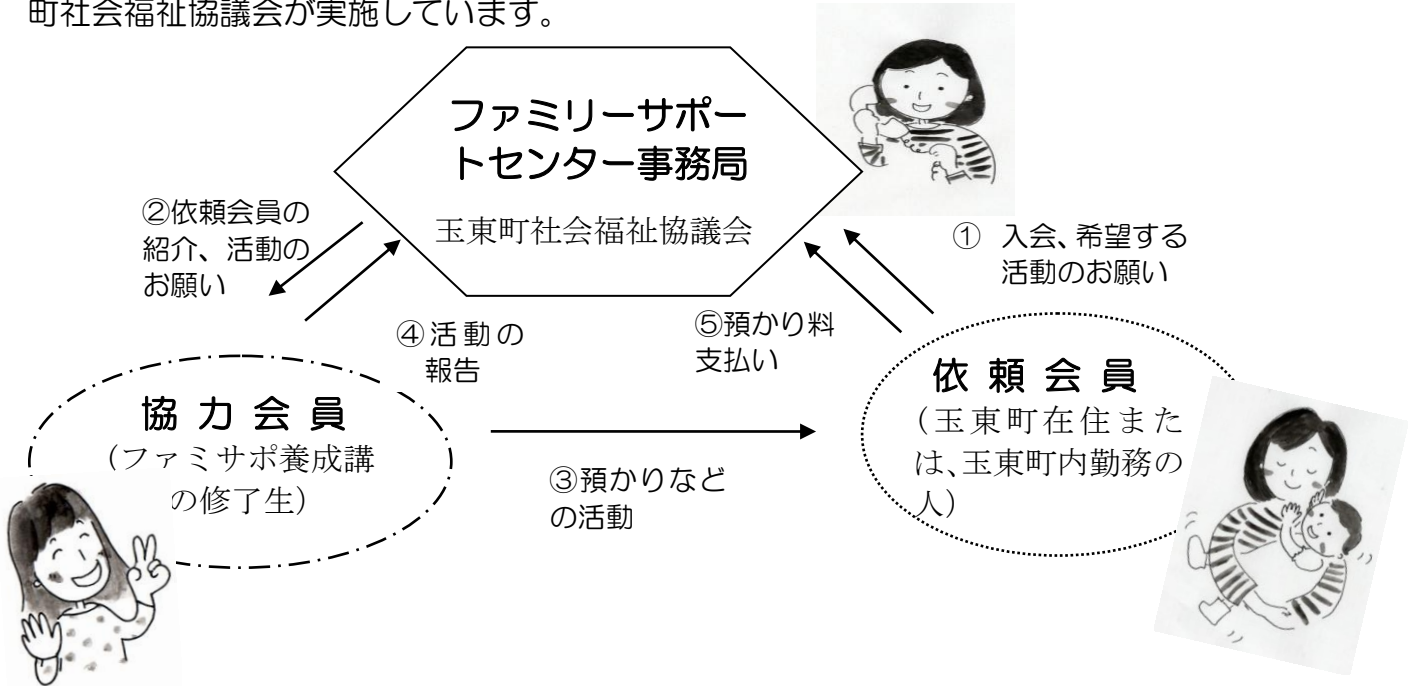 町社会福祉協議会が実施しています。
ファミリーサポー
トセンター事務局
玉東町社会福祉協議会
① 入会、希望する
活動のお願い
②依頼会員の
紹介、活動の
お願い
④活動の
報告
⑤預かり料
支払い
協力会員
（ファミサポ養成講
の修了生）
③預かりなど
の活動
依頼会員
（玉東町在住また
は、玉東町内勤務の
人）